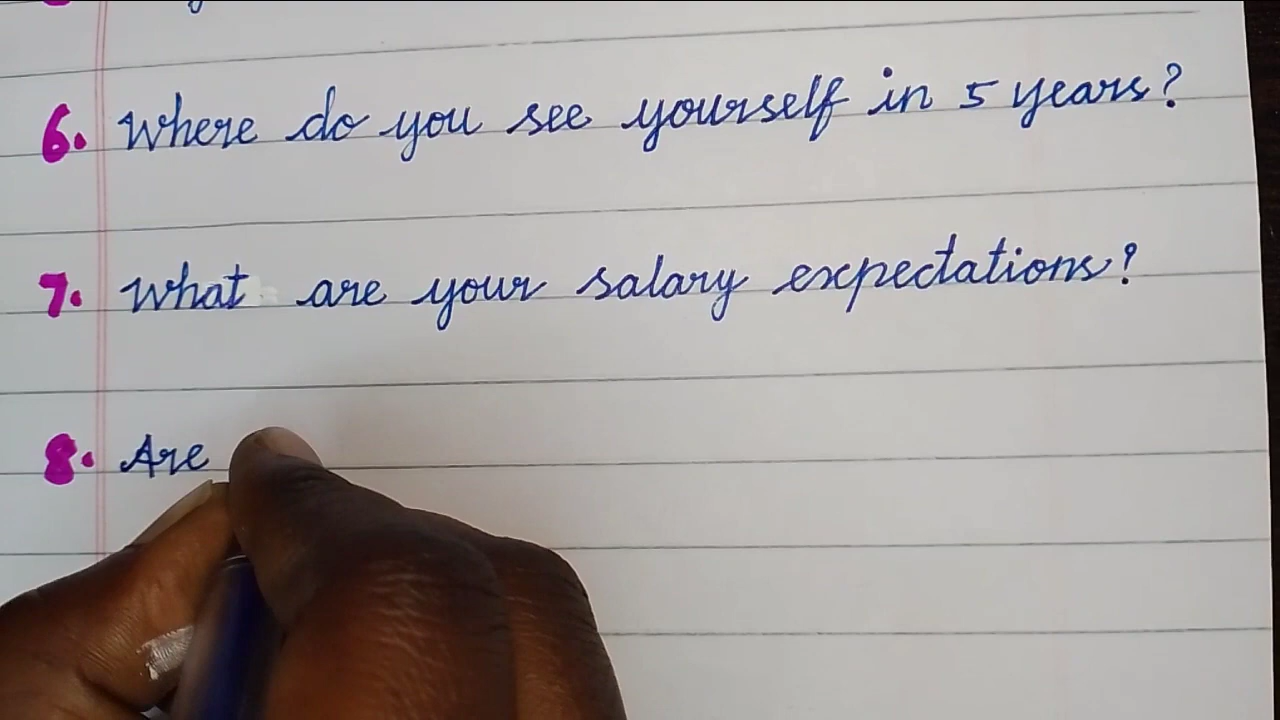 6. Where do you see yourself in 5 years?
7. What are your salary expectations?
8. Are